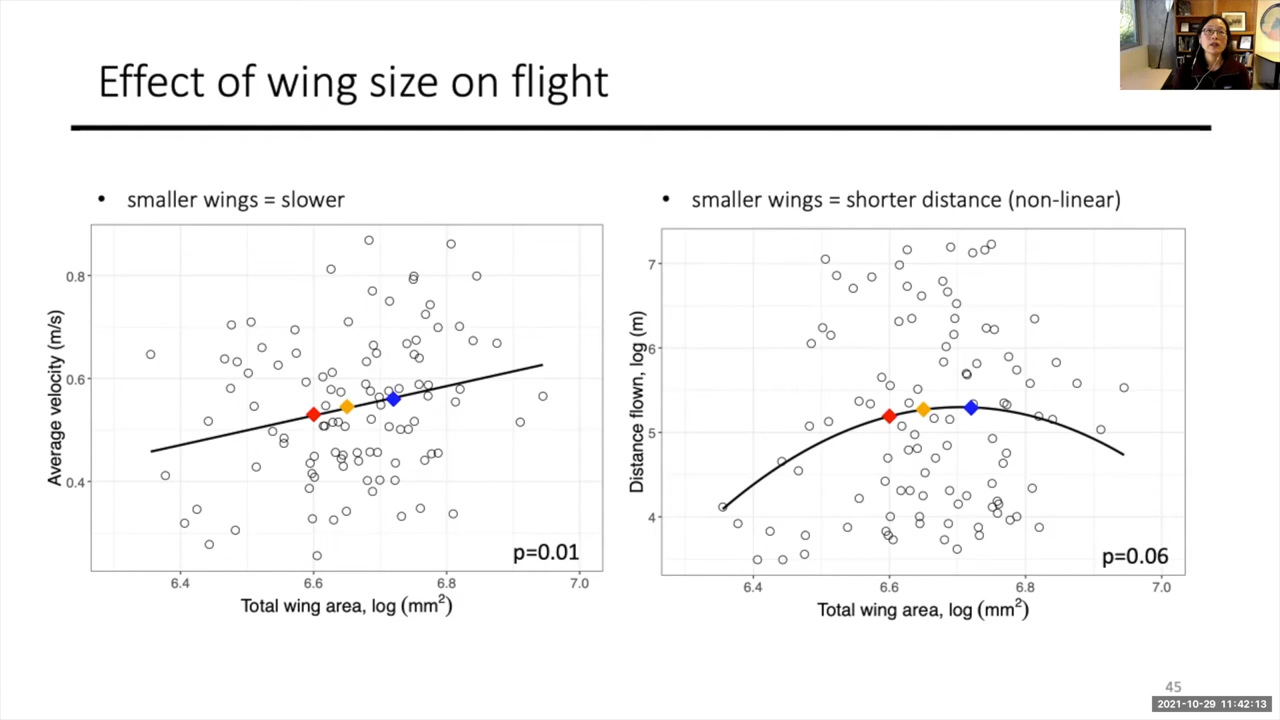 Effect of wing size on flight
• smaller wings = slower
• smaller wings = shorter distance (non-linear)
Average velocity (m/s)
0.8
0.6
0.4
p=0.01
6.4 6.6 6.8 7.0
Total wing area, log (mm²)
Distance flown, log (m)
7
6
5
4
p=0.06
6.4 6.6 6.8 7.0
Total wing area, log (mm²)
45
2021-10-29 11:42:13